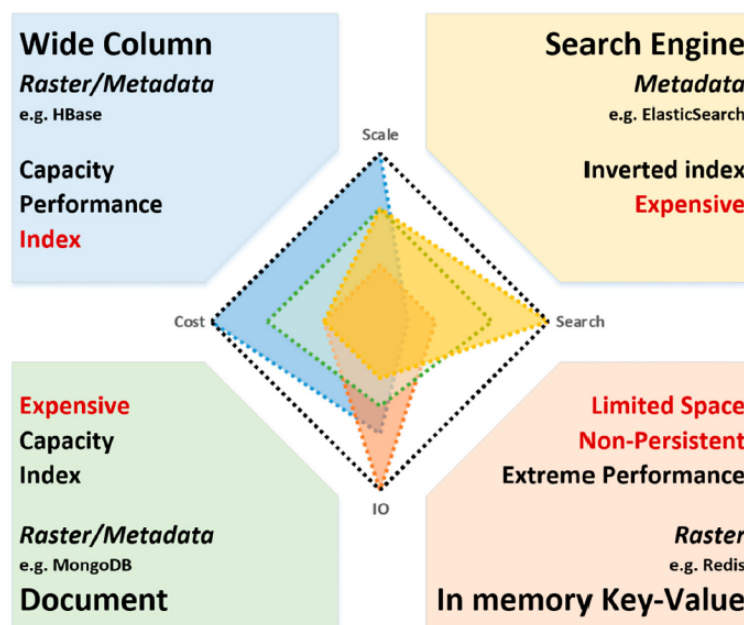 Wide Column
Raster/Metadata
e.g. HBase
Capacity
Performance
Index
Search Engine
Metadata
e.g. ElasticSearch
Inverted index
Expensive
Scale
Cost
Search
IO
Expensive
Capacity
Index
Raster/Metadata
e.g. MongoDB
Document
Limited Space
Non-Persistent
Extreme Performance
Raster
e.g. Redis
In memory Key-Value